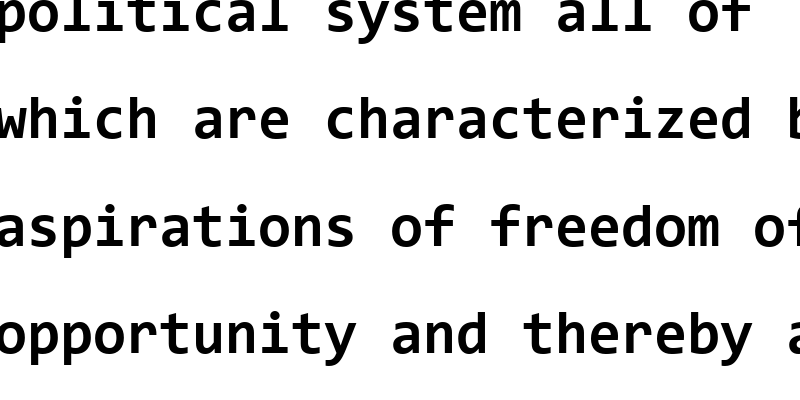 political system all of
which are characterized
aspirations of freedom of
opportunity and thereby